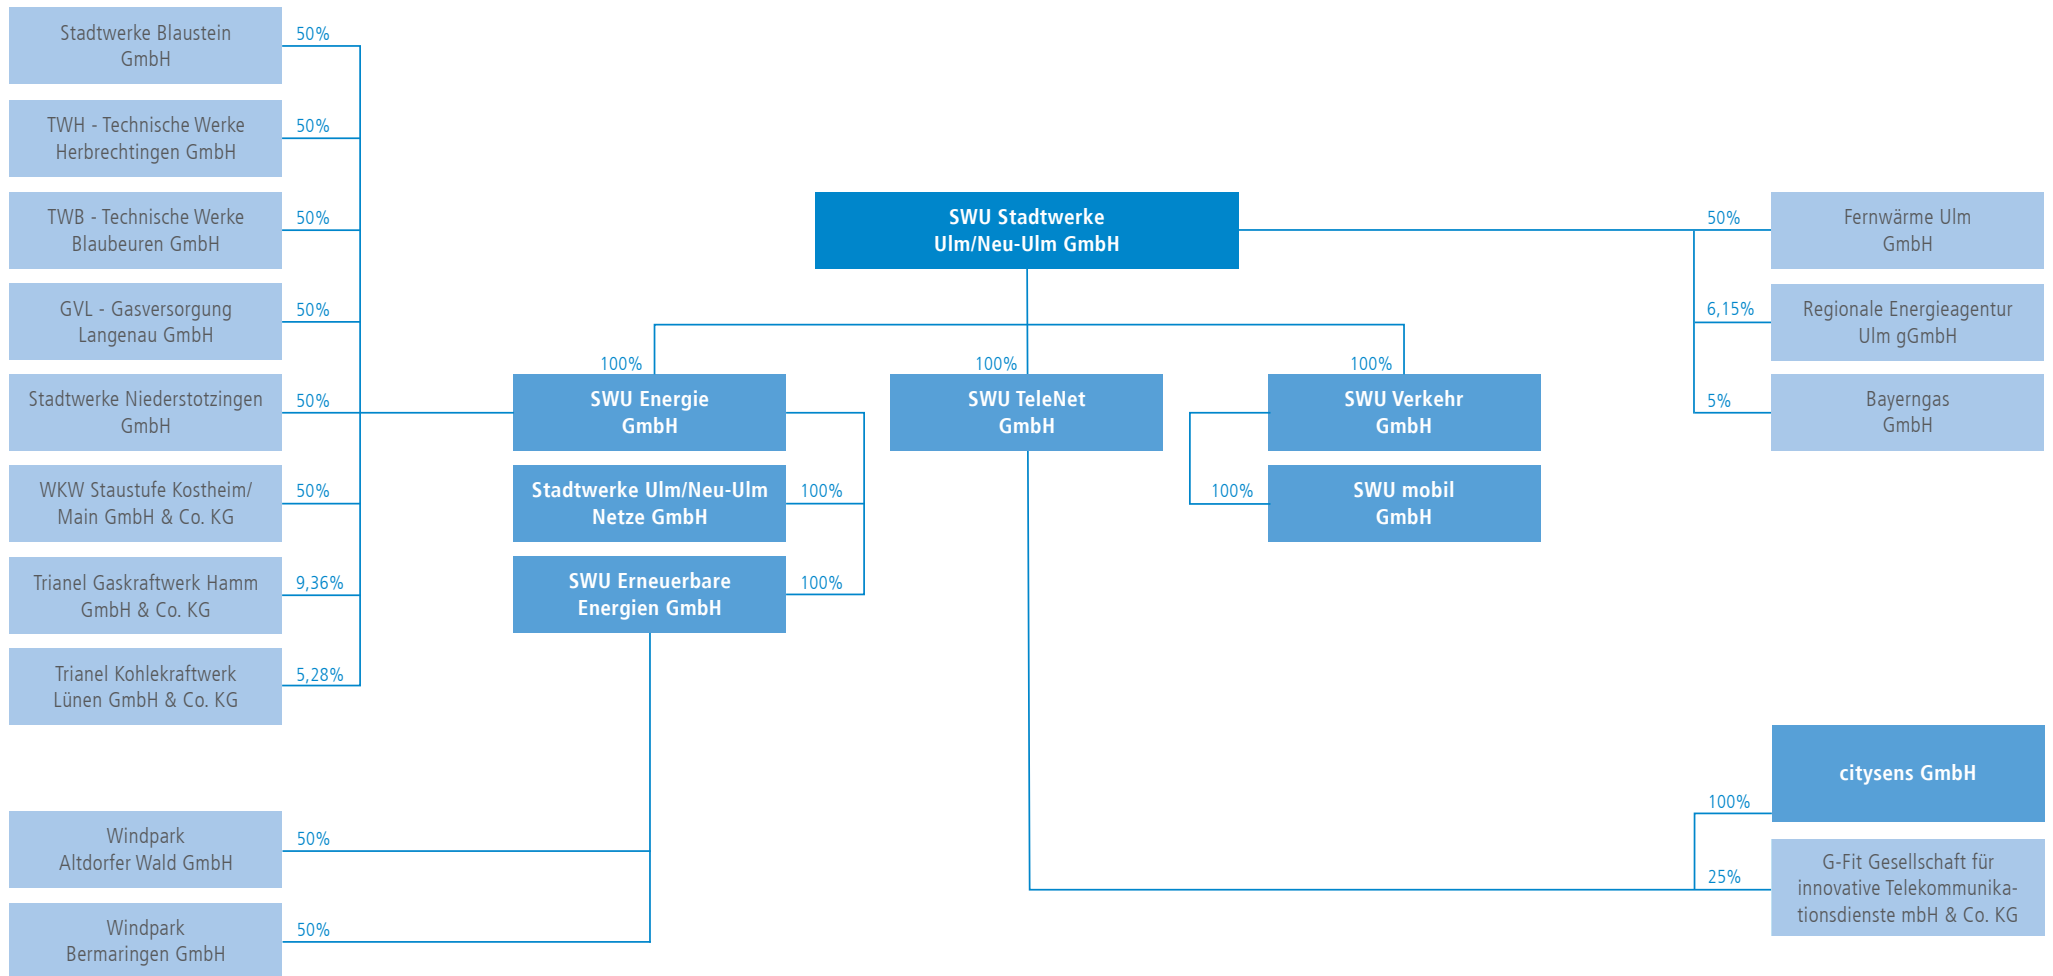 Stadtwerke Blaustein
GmbH
50%
TWH - Technische Werke
Herbrechtingen GmbH
50%
TWB - Technische Werke
Blaubeuren GmbH
50%
GVL - Gasversorgung
Langenau GmbH
50%
Stadtwerke Niederstotzingen
GmbH
50%
WKW Staustufe Kostheim/
Main GmbH & Co. KG
50%
Trianel Gaskraftwerk Hamm
GmbH & Co. KG
9,36%
Trianel Kohlekraftwerk
Lünen GmbH & Co. KG
5,28%
Windpark
Altdorfer Wald GmbH
50%
Windpark
Bermaringen GmbH
50%
SWU Stadtwerke
Ulm/Neu-Ulm GmbH
100%
SWU Energie
GmbH
Stadtwerke Ulm/Neu-Ulm
Netze GmbH
100%
SWU Erneuerbare
Energien GmbH
100%
100%
SWU TeleNet
GmbH
100%
SWU Verkehr
GmbH
100%
SWU mobil
GmbH
50%
Fernwärme Ulm
GmbH
6,15%
Regionale Energieagentur
Ulm gGmbH
5%
Bayerngas
GmbH
citysens GmbH
100%
25%
G-Fit Gesellschaft für
innovative Telekommunika-
tionsdienste mbH & Co. KG